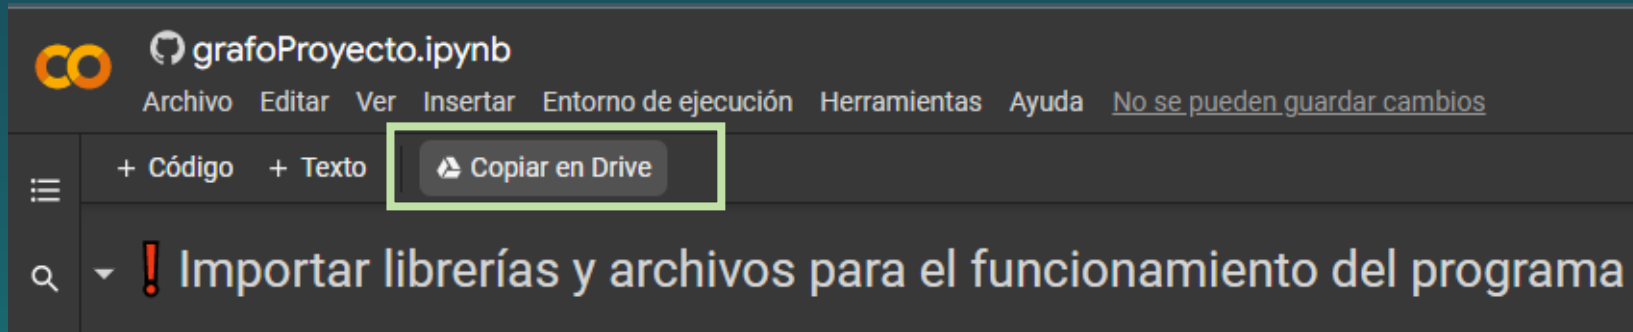 grafoProyecto.ipynb
Archivo Editar Ver Insertar Entorno de ejecución Herramientas Ayuda No se pueden guardar cambios
+ Código + Texto Copiar en Drive
❗ Importar librerías y archivos para el funcionamiento del programa